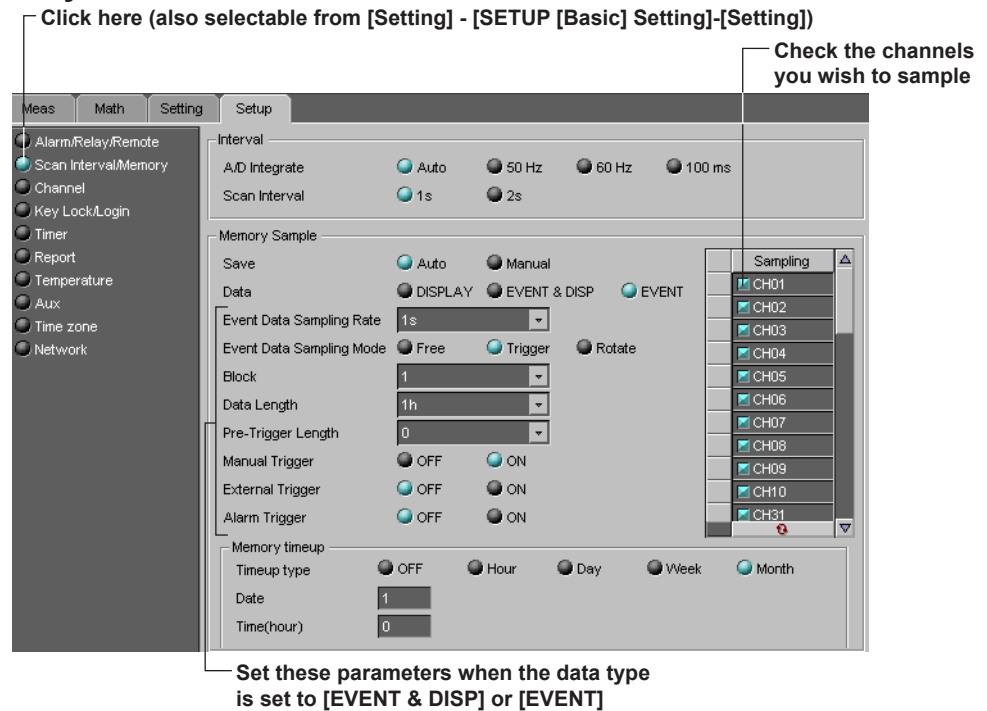 Click here (also selectable from [Setting] - [SETUP [Basic] Setting]-[Setting])
Check the channels
you wish to sample
Meas Math Setting Setup
Alarm/Relay/Remote
Scan Interval/Memory
Channel
Key Lock/Login
Timer
Report
Temperature
Aux
Time zone
Network
Interval
A/D Integrate Auto 50 Hz 60 Hz 100 ms
Scan Interval 1s 2s
Memory Sample
Save Auto Manual
Data DISPLAY EVENT & DISP EVENT
Event Data Sampling Rate 1s
Event Data Sampling Mode Free Trigger Rotate
Block 1
Data Length 1h
Pre-Trigger Length 0
Manual Trigger OFF ON
External Trigger OFF ON
Alarm Trigger OFF ON
Sampling
CH01
CH02
CH03
CH04
CH05
CH06
CH07
CH08
CH09
CH10
CH31
Memory timeup
Timeup type OFF Hour Day Week Month
Date 1
Time(hour) 0
Set these parameters when the data type
is set to [EVENT & DISP] or [EVENT]